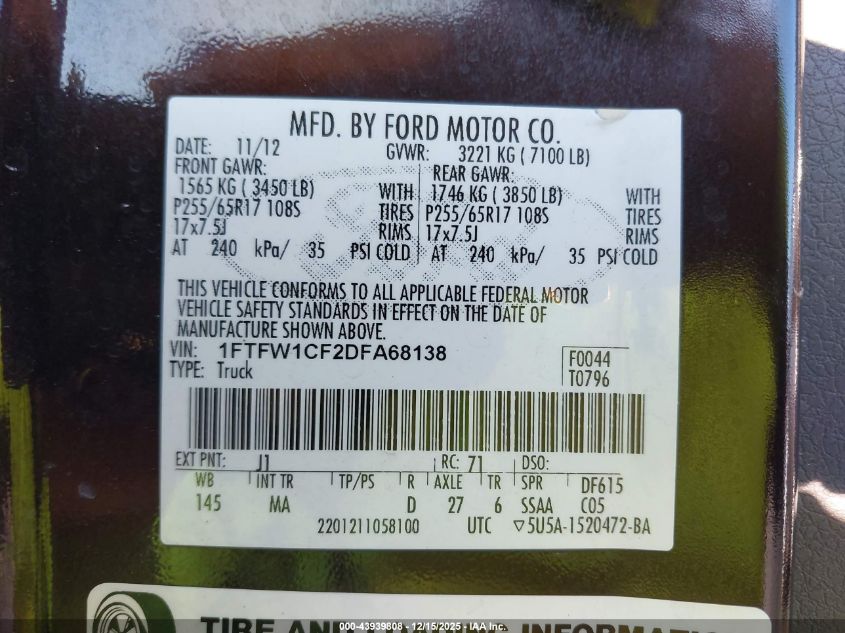 MFD. BY FORD MOTOR CO.
DATE: 11/12 GVWR: 3221 KG ( 7100 LB)
FRONT GAWR: REAR GAWR:
1565 KG ( 3450 LB) WITH 1746 KG ( 3850 LB) WITH
P255/65R17 108S TIRES P255/65R17 108S TIRES
17x7.5J RIMS 17x7.5J RIMS
AT 240 kPa/ 35 PSI COLD AT 240 kPa/ 35 PSI COLD
THIS VEHICLE CONFORMS TO ALL APPLICABLE FEDERAL MOTOR
VEHICLE SAFETY STANDARDS IN EFFECT ON THE DATE OF
MANUFACTURE SHOWN ABOVE.
VIN: 1FTFW1CF2DFA68138 F0044
TYPE: Truck T0796
EXT PNT: J1 RC: 71 DSO:
WB INT TR TP/PS R AXLE TR SPR DF615
145 MA D 27 6 SSAA C05
2201211058100 UTC ▽5U5A-1520472-BA
TIRE AND INFORMATI
000-43939808 - 12/15/2025 - IAA Inc.